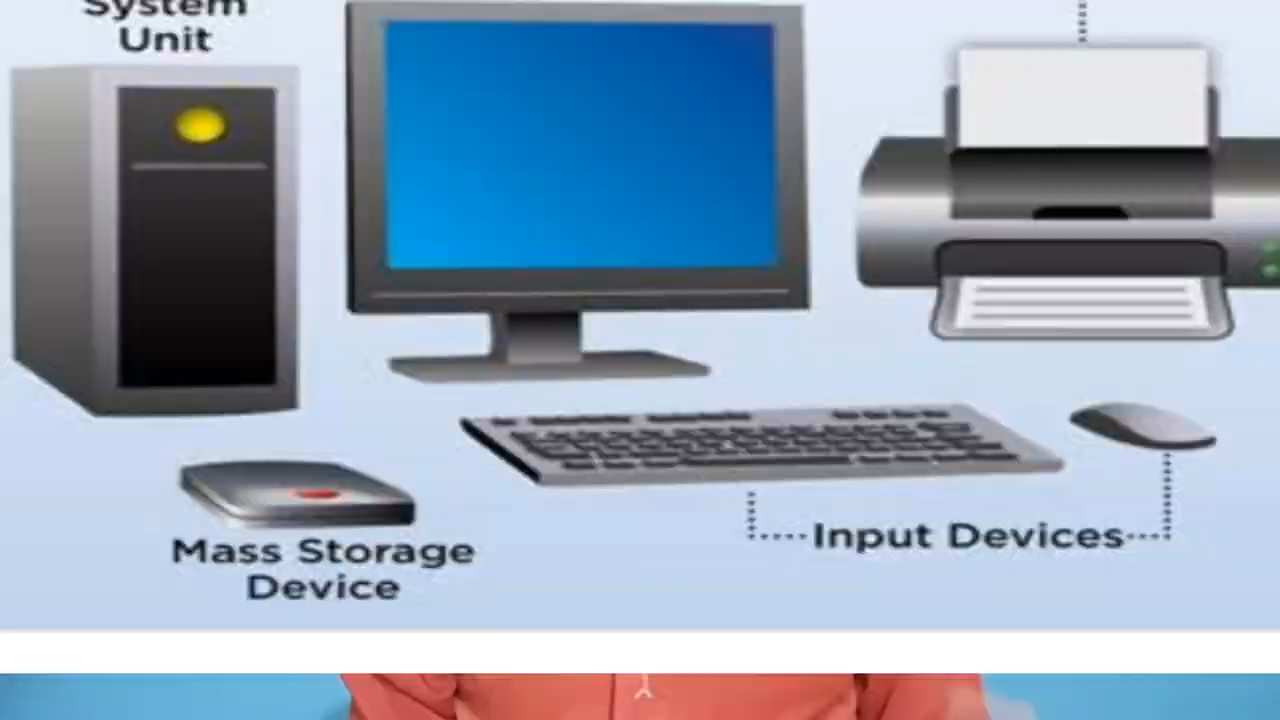 System
Unit
Mass Storage
Device
Input Devices